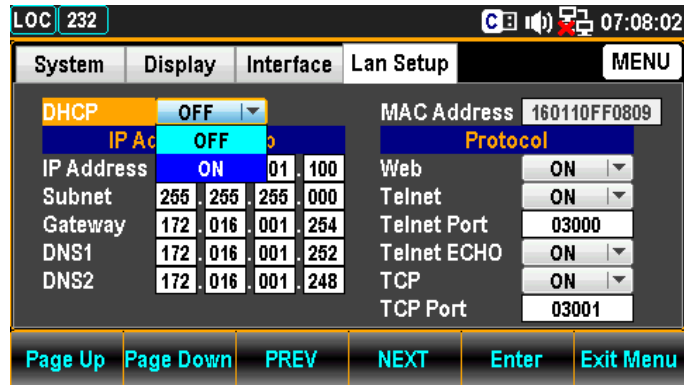 LOC 232 C 07:08:02
System Display Interface Lan Setup MENU
DHCP OFF MAC Address 160110FF0809
OFF Protocol
IP Address ON 01 . 100 Web ON
Subnet 255 . 255 . 255 . 000 Telnet ON
Gateway 172 . 016 . 001 . 254 Telnet Port 03000
DNS1 172 . 016 . 001 . 252 Telnet ECHO ON
DNS2 172 . 016 . 001 . 248 TCP ON
TCP Port 03001
Page Up Page Down PREV NEXT Enter Exit Menu